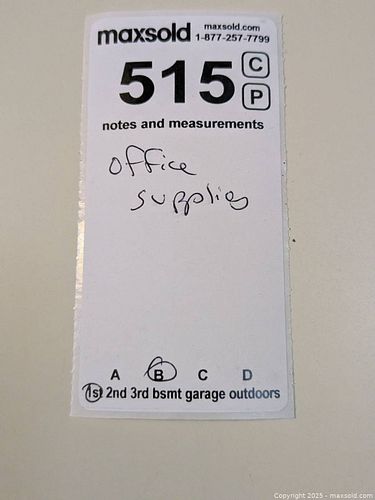 maxsold maxsold.com
1-877-257-7799
515 C
P
notes and measurements
office
supplies
A B C D
1st 2nd 3rd bsmt garage outdoors
Copyright 2025 - maxsold.com